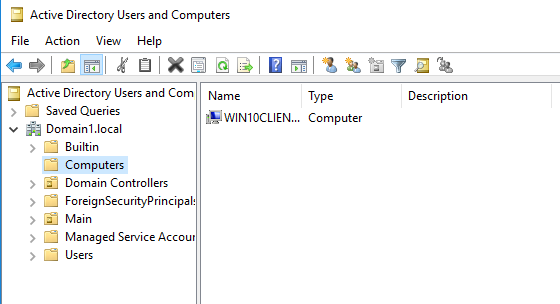 Active Directory Users and Computers
File Action View Help
Active Directory Users and Com
Saved Queries
Domain1.local
Builtin
Computers
Domain Controllers
ForeignSecurityPrincipals
Main
Managed Service Accour
Users
Name Type Description
WIN10CLIEN... Computer